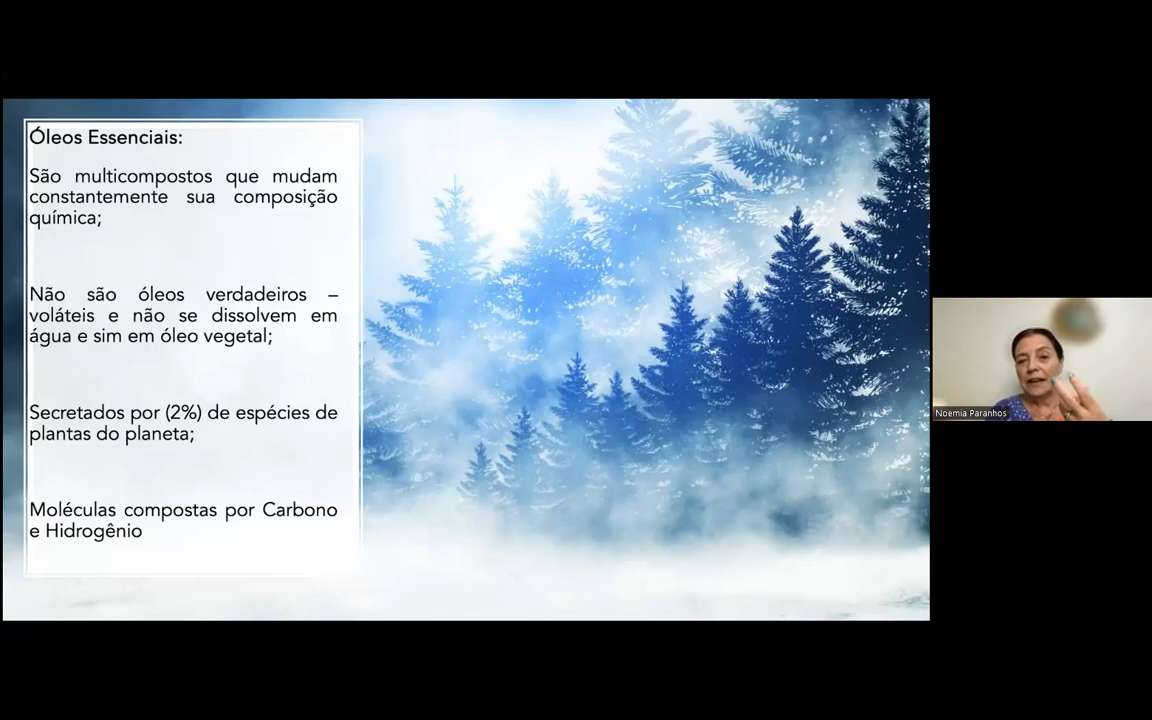 Óleos Essenciais:
São multicompostos que mudam
constantemente sua composição
química;
Não são óleos verdadeiros –
voláteis e não se dissolvem em
água e sim em óleo vegetal;
Secretados por (2%) de espécies de
plantas do planeta;
Moléculas compostas por Carbono
e Hidrogênio
Noemia Paranhos